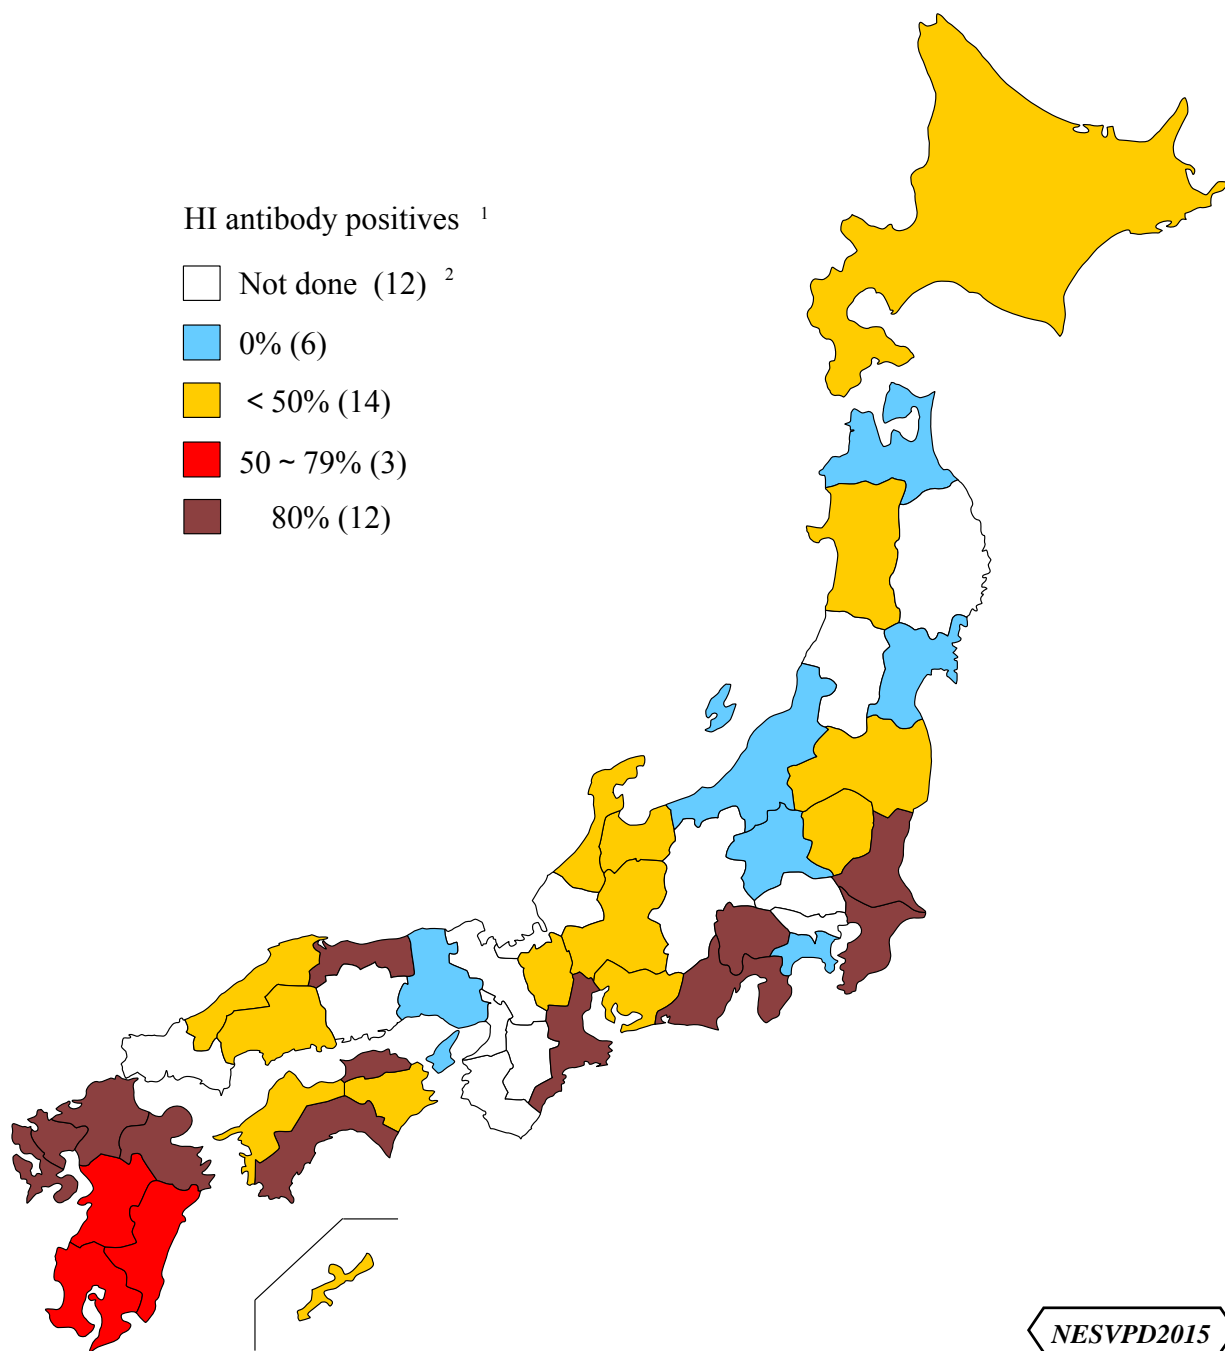 HI antibody positives 1
Not done (12) 2
0% (6)
< 50% (14)
50 ~ 79% (3)
80% (12)
NESVPD2015